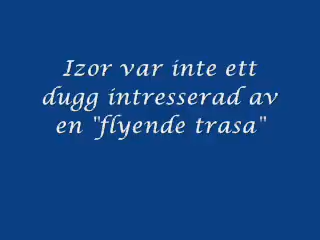 Izor var inte ett
dugg intresserad av
en "flyende trasa"